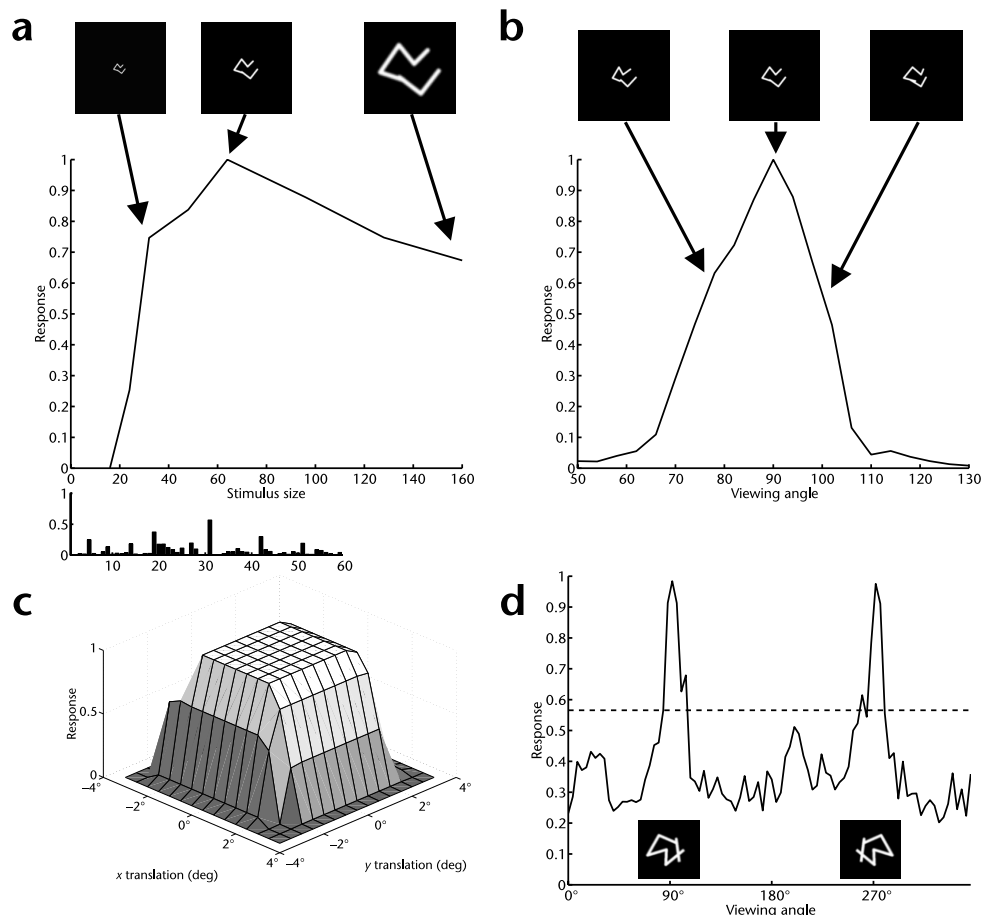 a
1
0.9
0.8
0.7
0.6
0.5
0.4
0.3
0.2
0.1
0
Response
0 20 40 60 80 100 120 140 160
Stimulus size
1
0.5
0
10 20 30 40 50 60
b
1
0.9
0.8
0.7
0.6
0.5
0.4
0.3
0.2
0.1
0
Response
50 60 70 80 90 100 110 120 130
Viewing angle
c
1
0.5
0
Response
–4°
–2°
0°
2°
4°
x translation (deg)
–4°
–2°
0°
2°
4°
y translation (deg)
d
1
0.9
0.8
0.7
0.6
0.5
0.4
0.3
0.2
0.1
0
Response
0° 90° 180° 270°
Viewing angle